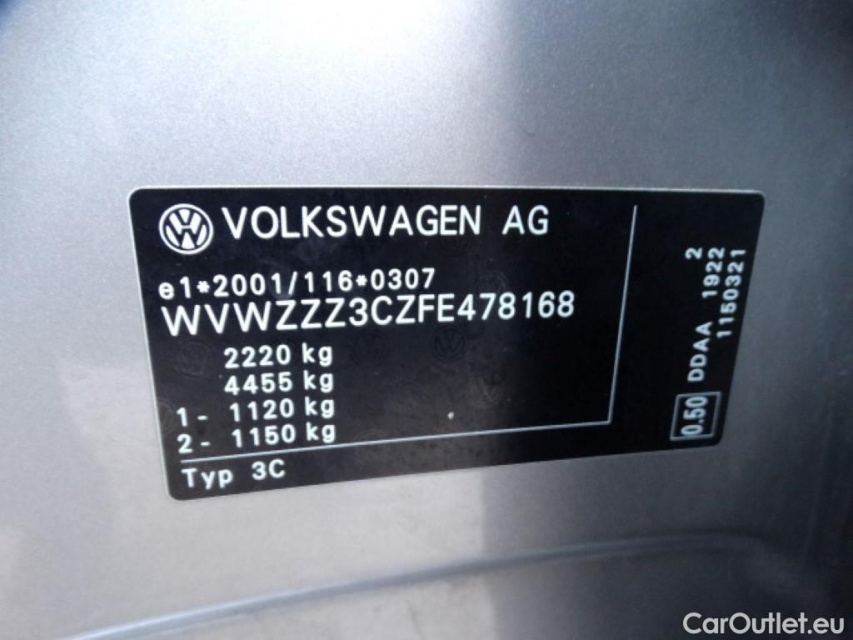 VOLKSWAGEN AG
e1*2001/116*0307
WVWZZZ3CZFE478168
2220 kg
4455 kg
1- 1120 kg
2- 1150 kg
Typ 3C
2
0.50 DDAA 1922
1150321
CarOutlet.eu